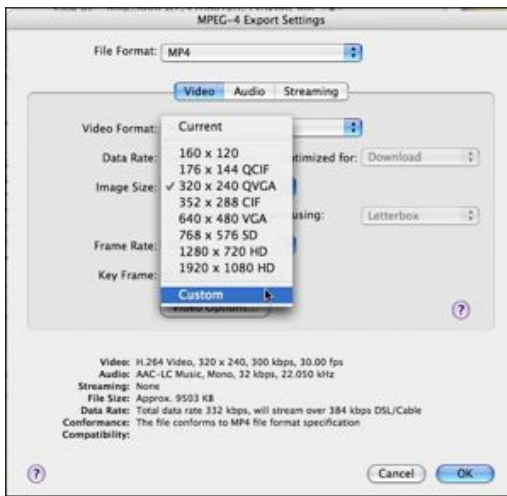 MPEG-4 Export Settings
File Format: MP4
Video Audio Streaming
Video Format:
Current
Data Rate:
160 x 120
timized for: Download
176 x 144 QCIF
Image Size: ✓ 320 x 240 QVGA
352 x 288 CIF
640 x 480 VGA
using: Letterbox
768 x 576 SD
Frame Rate:
1280 x 720 HD
1920 x 1080 HD
Key Frame:
Custom
Video Options...
?
Video: H.264 Video, 320 x 240, 300 kbps, 30.00 fps
Audio: AAC-LC Music, Mono, 32 kbps, 22.050 kHz
Streaming: None
File Size: Approx. 9503 KB
Data Rate: Total data rate 332 kbps, will stream over 384 kbps DSL/Cable
Conformance: The file conforms to MP4 file format specification
Compatibility:
?
Cancel OK